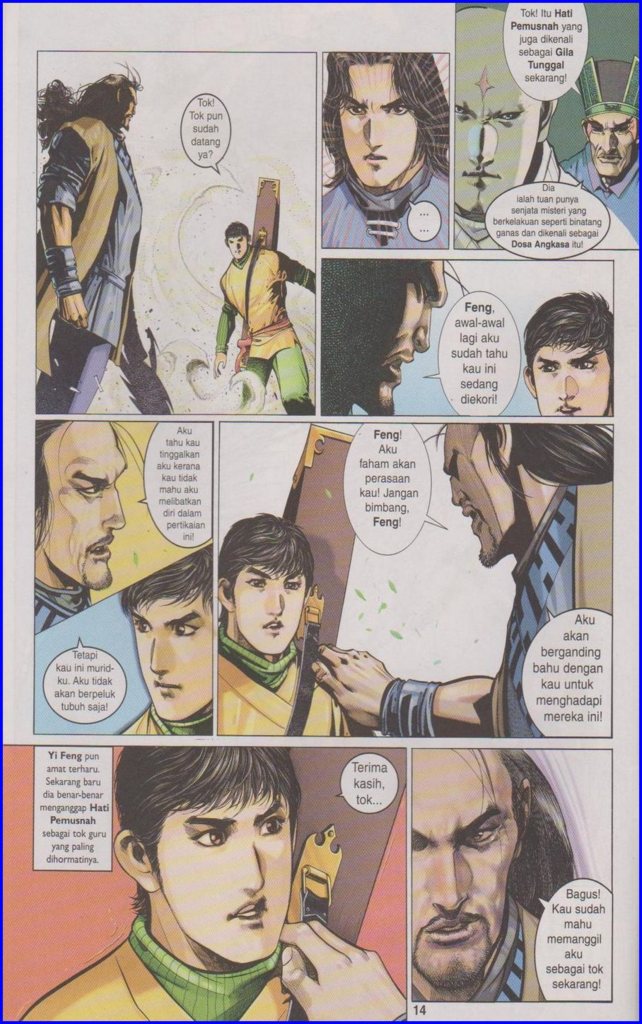 Tok!
Tok pun
sudah
datang
ya?
...
...
Tok! Itu Hati
Pemusnah yang
juga dikenali
sebagai Gila
Tunggal
sekarang!
Dia
ialah tuan punya
senjata misteri yang
berkelakuan seperti binatang
ganas dan dikenali sebagai
Dosa Angkasa itu!
Feng,
awal-awal
lagi aku
sudah tahu
kau ini
sedang
diekori!
Aku
tahu kau
tinggalkan
aku kerana
kau tidak
mahu aku
melibatkan
diri dalam
pertikaian
ini!
Tetapi
kau ini murid-
ku. Aku tidak
akan berpeluk
tubuh saja!
Feng!
Aku
faham akan
perasaan
kau! Jangan
bimbang,
Feng!
Aku
akan
berganding
bahu dengan
kau untuk
menghadapi
mereka ini!
Yi Feng pun
amat terharu.
Sekarang baru
dia benar-benar
menganggap Hati
Pemusnah
sebagai tok guru
yang paling
dihormatinya.
Terima
kasih,
tok...
Bagus!
Kau sudah
mahu
memanggil
aku
sebagai tok
sekarang!
14